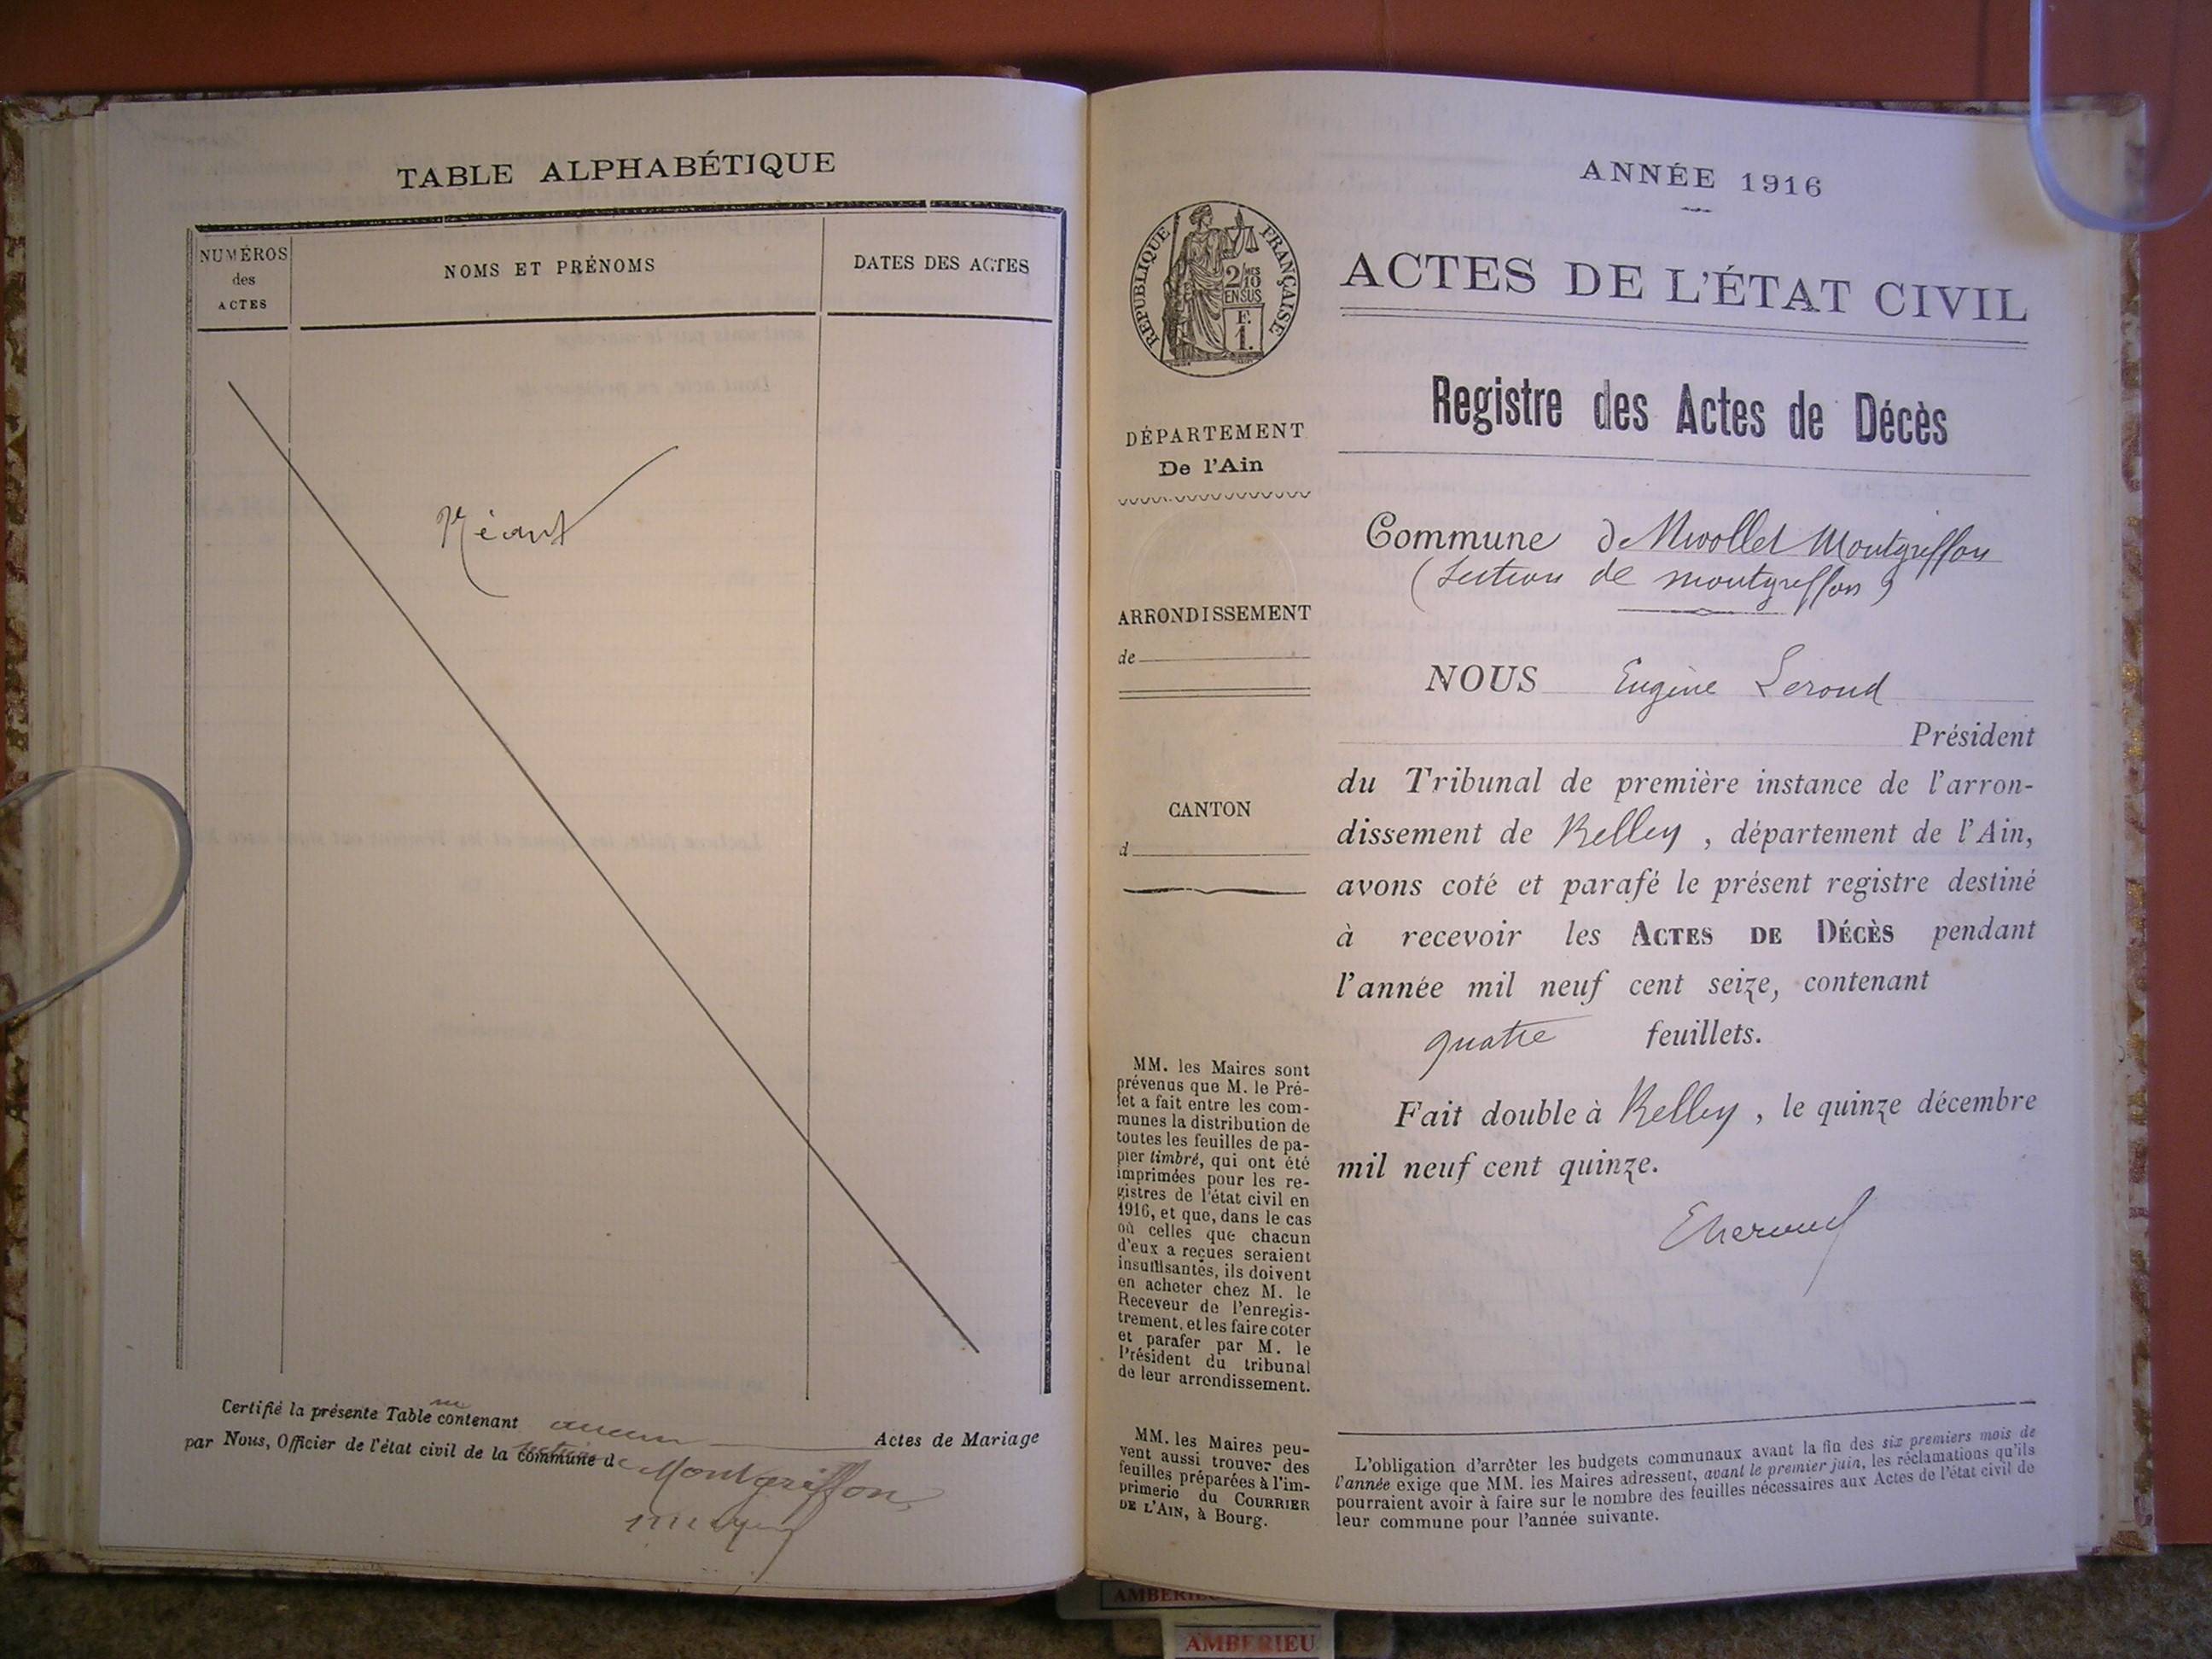 TABLE ALPHABÉTIQUE
NUMÉROS
des
ACTES
NOMS ET PRÉNOMS
DATES DES ACTES
Néant
Certifié la présente Table contenant aucun Actes de Mariage
par Nous, Officier de l'état civil de la commune de Montgriffon
ANNÉE 1916
RÉPUBLIQUE FRANÇAISE
2/10 MES
EN SUS
F.
1.
ACTES DE L'ÉTAT CIVIL
Registre des Actes de Décès
DÉPARTEMENT
De l'Ain
ARRONDISSEMENT
de
CANTON
d
Commune de Nivollet Montgriffon
(Section de montgriffon)
NOUS Eugène Leroud
Président
du Tribunal de première instance de l'arron-
dissement de Belley, département de l'Ain,
avons coté et parafé le présent registre destiné
à recevoir les ACTES DE DÉCÈS pendant
l'année mil neuf cent seize, contenant
quatre feuillets.
Fait double à Belley, le quinze décembre
mil neuf cent quinze.
MM. les Maires sont
prévenus que M. le Pré-
fet a fait entre les com-
munes la distribution de
toutes les feuilles de pa-
pier timbré, qui ont été
imprimées pour les re-
gistres de l'état civil en
1916, et que, dans le cas
où celles que chacun
d'eux a reçues seraient
insuffisantes, ils doivent
en acheter chez M. le
Receveur de l'enregis-
trement, et les faire coter
et parafer par M. le
Président du tribunal
de leur arrondissement.
MM. les Maires peu-
vent aussi trouver des
feuilles préparées à l'im-
primerie du COURRIER
DE L'AIN, à Bourg.
L'obligation d'arrêter les budgets communaux avant la fin des six premiers mois de
l'année exige que MM. les Maires adressent, avant le premier juin, les réclamations qu'ils
pourraient avoir à faire sur le nombre des feuilles nécessaires aux Actes de l'état civil de
leur commune pour l'année suivante.
AMBERIEU
AMBERIEU